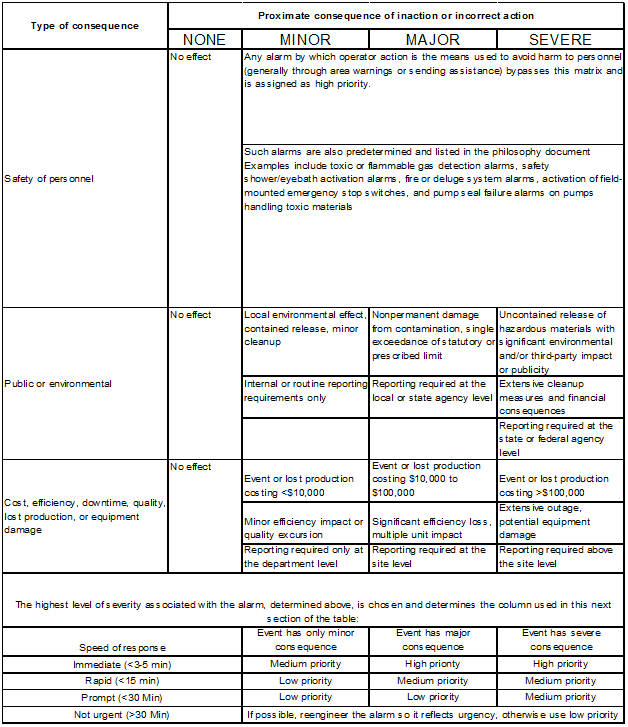 Type of consequence
Proximate consequence of inaction or incorrect action
NONE
MINOR
MAJOR
SEVERE
Safety of personnel
No effect
Any alarm by which operator action is the means used to avoid harm to personnel
(generally through area warnings or sending assistance) bypasses this matrix and
is assigned as high priority.
Such alarms are also predetermined and listed in the philosophy document
Examples include toxic or flammable gas detection alarms, safety
shower/eyebath activation alarms, fire or deluge system alarms, activation of field-
mounted emergency stop switches, and pump seal failure alarms on pumps
handling toxic materials
Public or environmental
No effect
Local environmental effect,
contained release, minor
cleanup
Nonpermanent damage
from contamination, single
exceedance of statutory or
prescribed limit
Uncontained release of
hazardous materials with
significant environmental
and/or third-party impact
or publicity
Internal or routine reporting
requirements only
Reporting required at the
local or state agency level
Extensive cleanup
measures and financial
consequences
Reporting required at the
state or federal agency
level
Cost, efficiency, downtime, quality,
lost production, or equipment
damage
No effect
Event or lost production
costing <$10,000
Event or lost production
costing $10,000 to
$100,000
Event or lost production
costing >$100,000
Minor efficiency impact or
quality excursion
Significant efficiency loss,
multiple unit impact
Extensive outage,
potential equipment
damage
Reporting required only at
the department level
Reporting required at the
site level
Reporting required above
the site level
The highest level of severity associated with the alarm, determined above, is chosen and determines the column used in this next
section of the table:
Speed of response
Event has only minor
consequence
Event has major
consequence
Event has severe
consequence
Immediate (<3-5 min)
Medium priority
High priority
High priority
Rapid (<15 min)
Low priority
Medium priority
Medium priority
Prompt (<30 Min)
Low priority
Low priority
Medium priority
Not urgent (>30 Min)
If possible, reengineer the alarm so it reflects urgency, otherwise use low priority